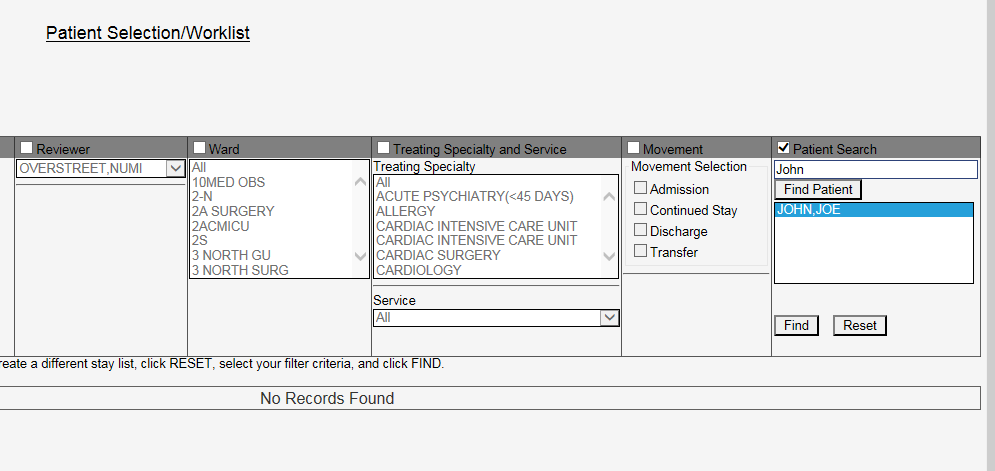 Patient Selection/Worklist
Reviewer
OVERSTREET,NUMI
Ward
All
10MED OBS
2-N
2A SURGERY
2ACMICU
2S
3 NORTH GU
3 NORTH SURG
Treating Specialty and Service
Treating Specialty
All
ACUTE PSYCHIATRY(<45 DAYS)
ALLERGY
CARDIAC INTENSIVE CARE UNIT
CARDIAC INTENSIVE CARE UNIT
CARDIAC SURGERY
CARDIOLOGY
Service
All
Movement
Movement Selection
Admission
Continued Stay
Discharge
Transfer
Patient Search
John
Find Patient
JOHN,JOE
Find Reset
reate a different stay list, click RESET, select your filter criteria, and click FIND.
No Records Found